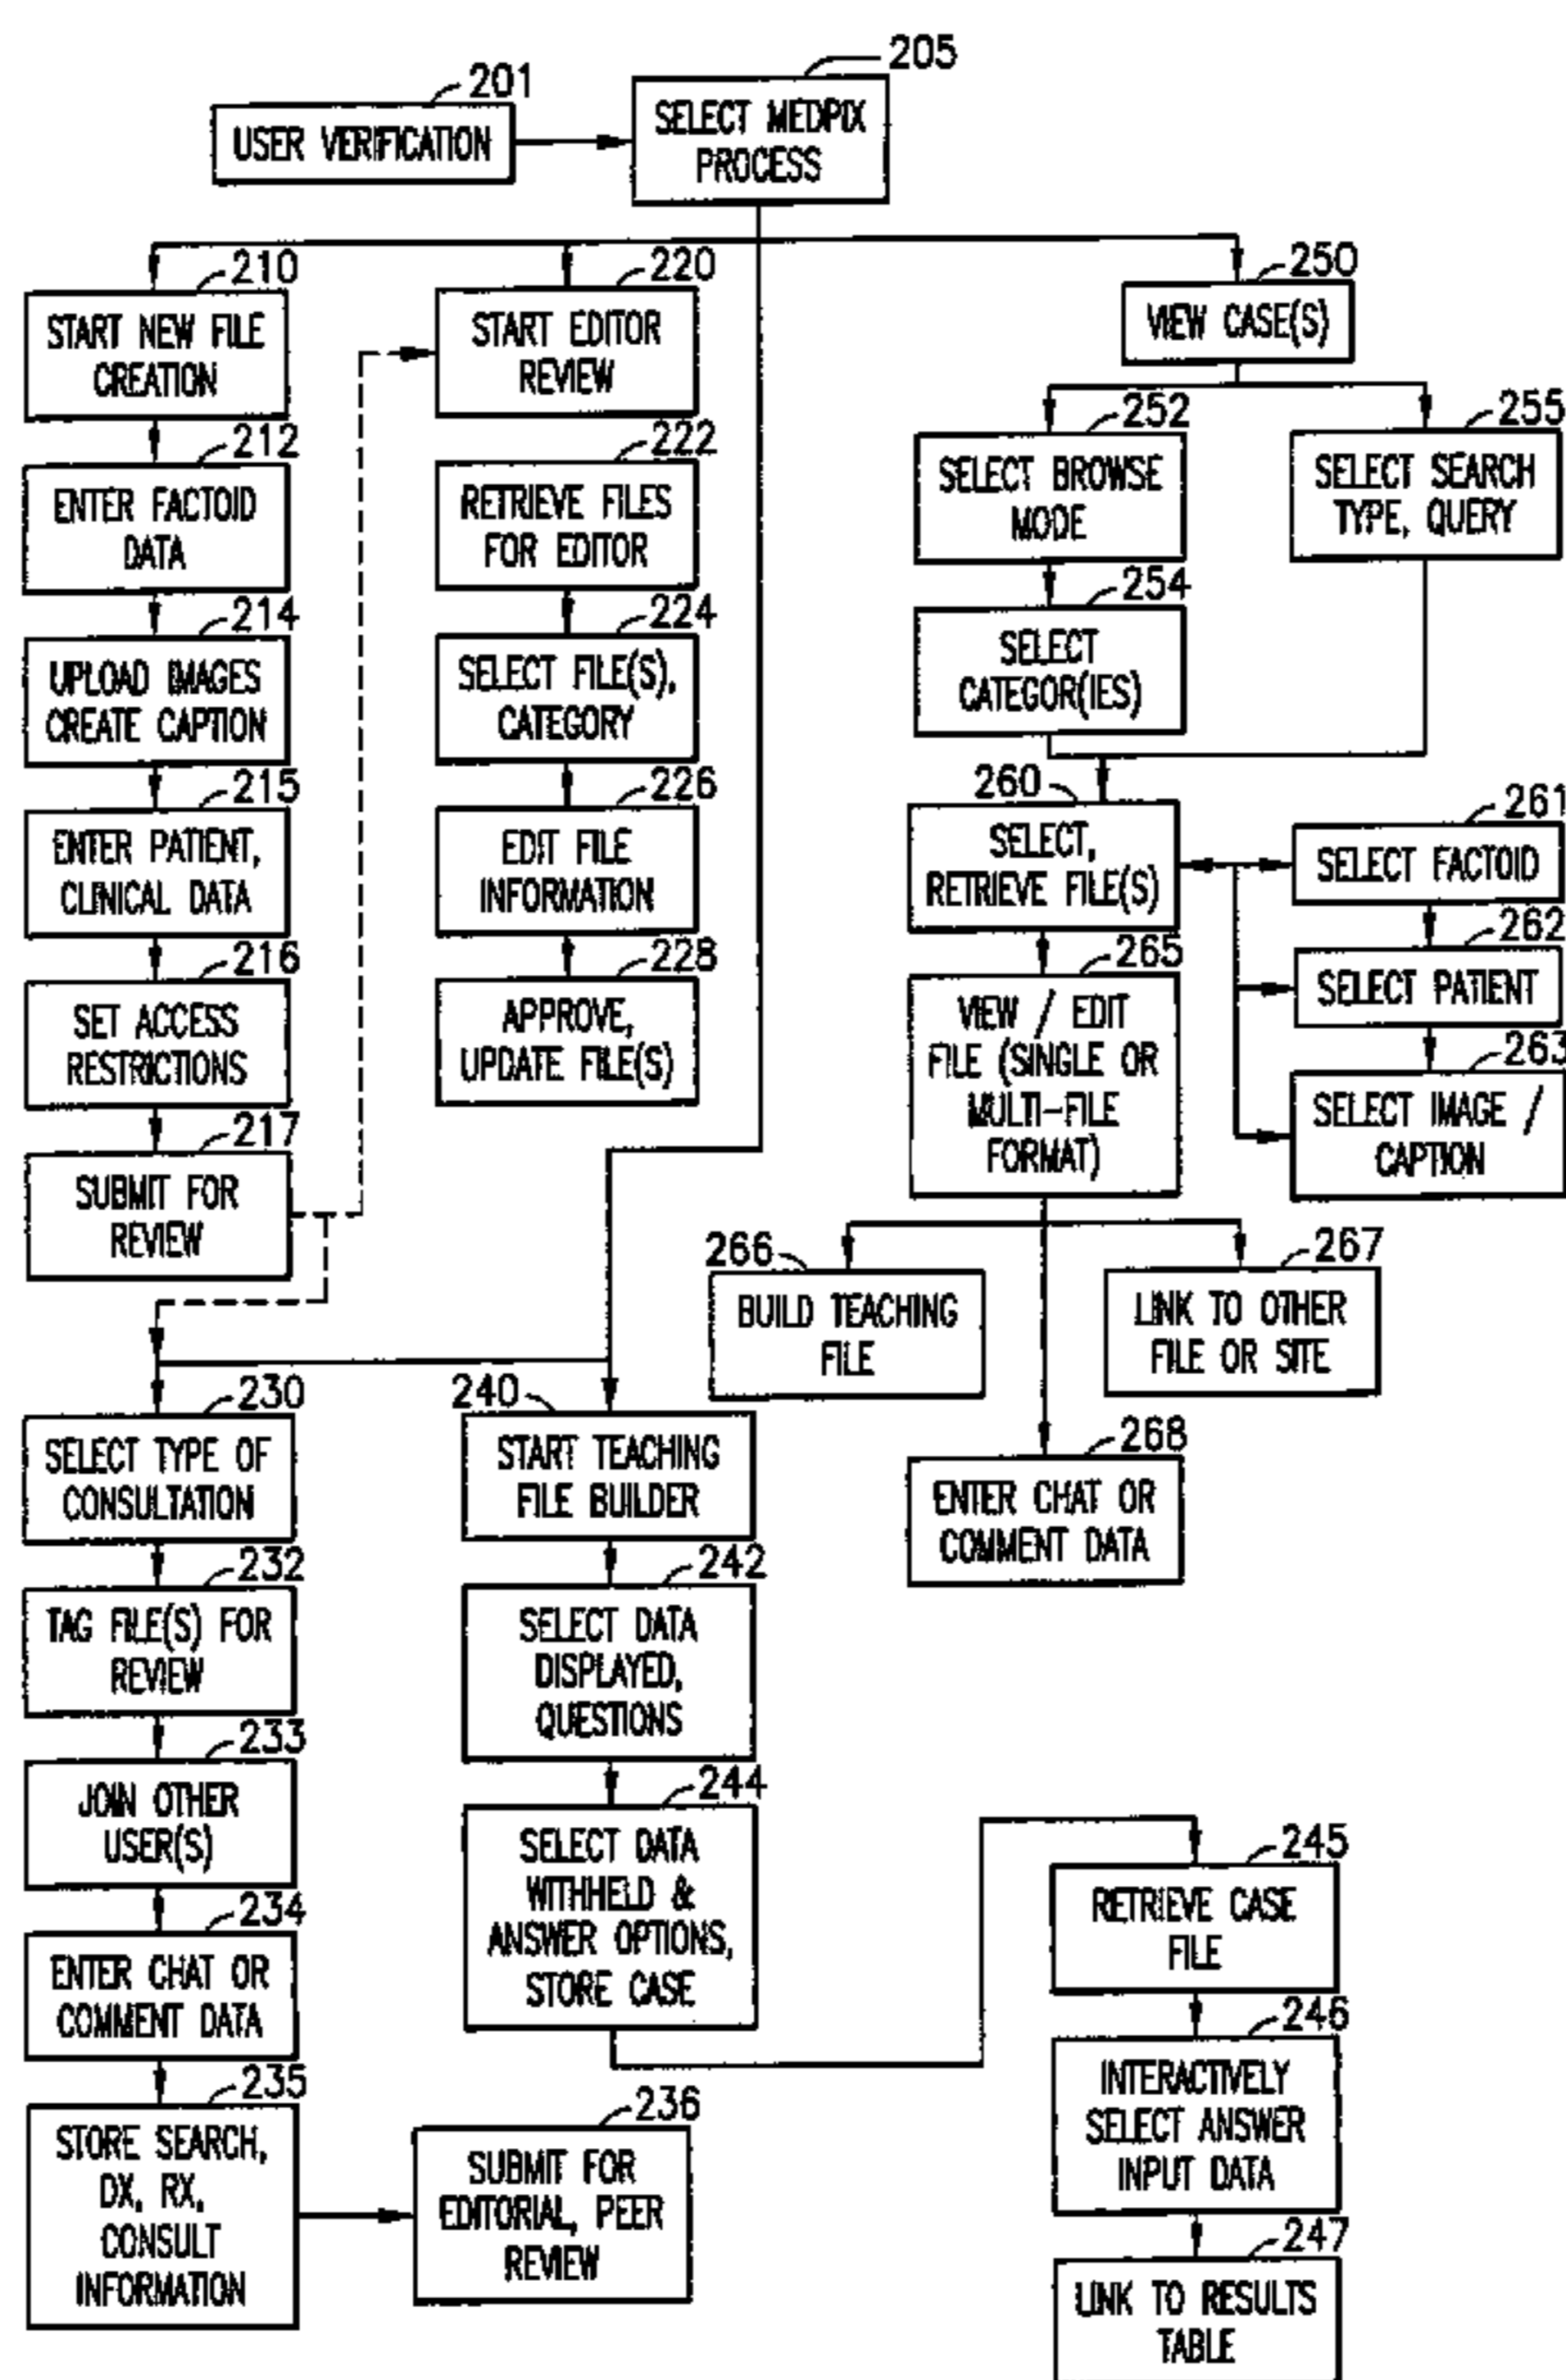 201
USER VERIFICATION
205
SELECT MEDPIX
PROCESS
210
START NEW FILE
CREATION
212
ENTER FACTOID
DATA
214
UPLOAD IMAGES
CREATE CAPTION
215
ENTER PATIENT,
CLINICAL DATA
216
SET ACCESS
RESTRICTIONS
217
SUBMIT FOR
REVIEW
220
START EDITOR
REVIEW
222
RETRIEVE FILES
FOR EDITOR
224
SELECT FILE(S),
CATEGORY
226
EDIT FILE
INFORMATION
228
APPROVE,
UPDATE FILE(S)
250
VIEW CASE(S)
252
SELECT BROWSE
MODE
254
SELECT
CATEGOR(IES)
255
SELECT SEARCH
TYPE, QUERY
260
SELECT,
RETRIEVE FILE(S)
261
SELECT FACTOID
262
SELECT PATIENT
263
SELECT IMAGE /
CAPTION
265
VIEW / EDIT
FILE (SINGLE OR
MULTI-FILE
FORMAT)
266
BUILD TEACHING
FILE
267
LINK TO OTHER
FILE OR SITE
268
ENTER CHAT OR
COMMENT DATA
230
SELECT TYPE OF
CONSULTATION
232
TAG FILE(S) FOR
REVIEW
233
JOIN OTHER
USER(S)
234
ENTER CHAT OR
COMMENT DATA
235
STORE SEARCH,
DX, RX,
CONSULT
INFORMATION
236
SUBMIT FOR
EDITORIAL, PEER
REVIEW
240
START TEACHING
FILE BUILDER
242
SELECT DATA
DISPLAYED,
QUESTIONS
244
SELECT DATA
WITHHELD &
ANSWER OPTIONS,
STORE CASE
245
RETRIEVE CASE
FILE
246
INTERACTIVELY
SELECT ANSWER
INPUT DATA
247
LINK TO RESULTS
TABLE